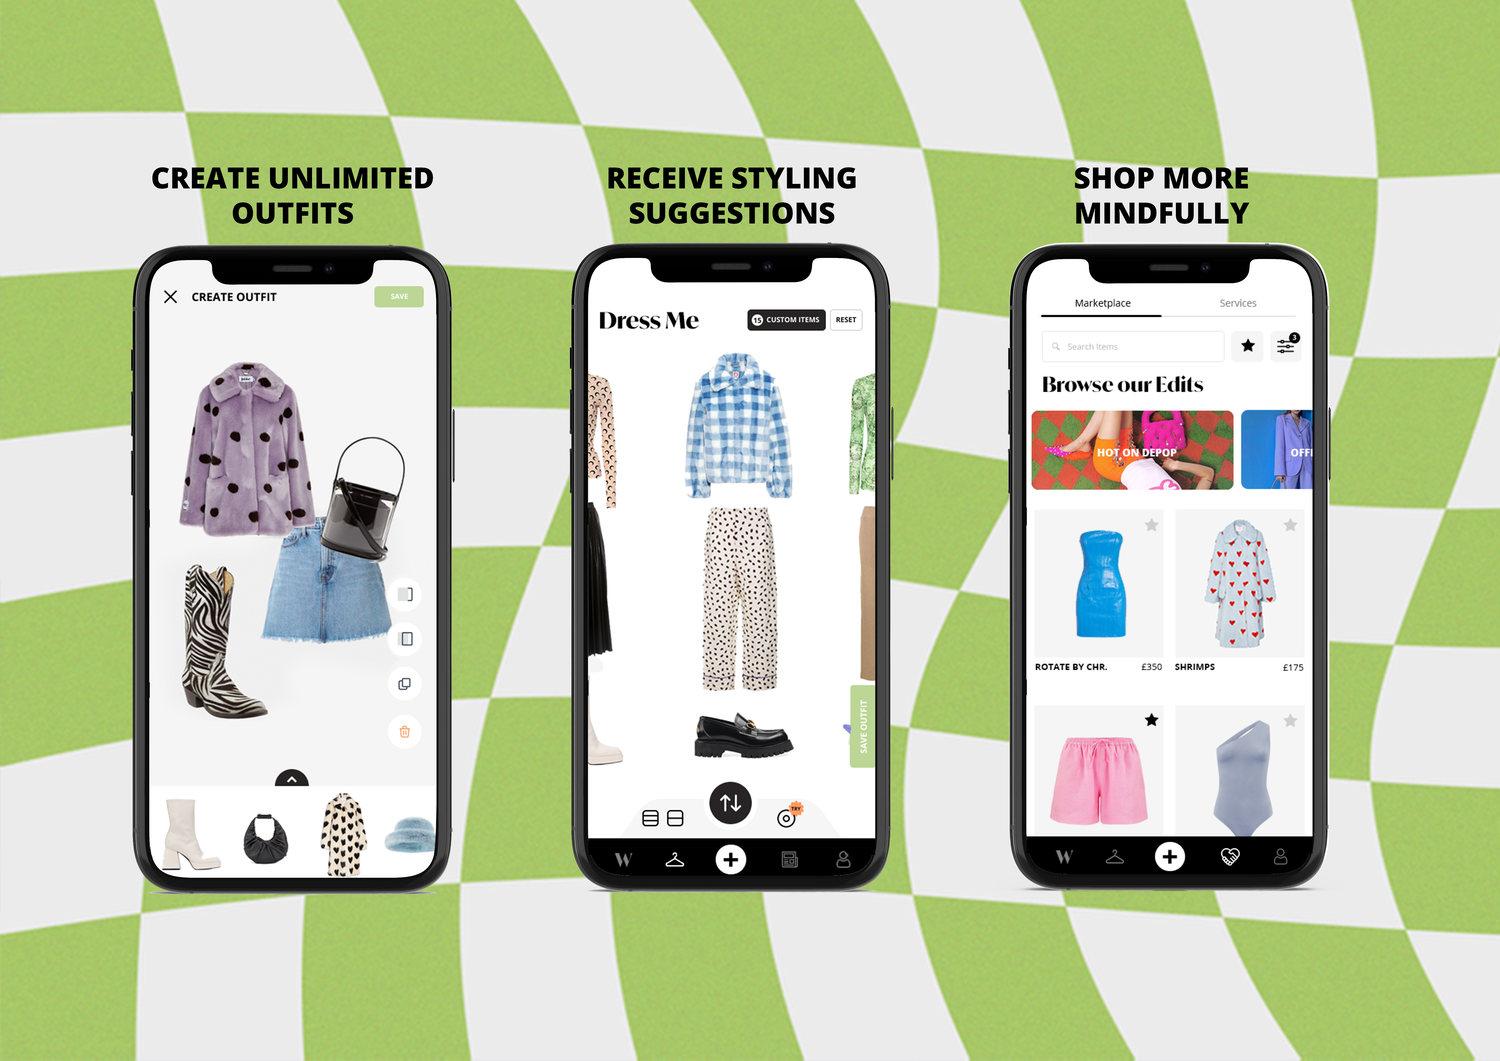 CREATE UNLIMITED
OUTFITS
CREATE OUTFIT
SAVE
RECEIVE STYLING
SUGGESTIONS
Dress Me
15 CUSTOM ITEMS
RESET
SAVE OUTFIT
TRY
W
SHOP MORE
MINDFULLY
Marketplace
Services
Search Items
3
Browse our Edits
HOT ON DEPOP
OFFI
ROTATE BY CHR.
£350
SHRIMPS
£175
W